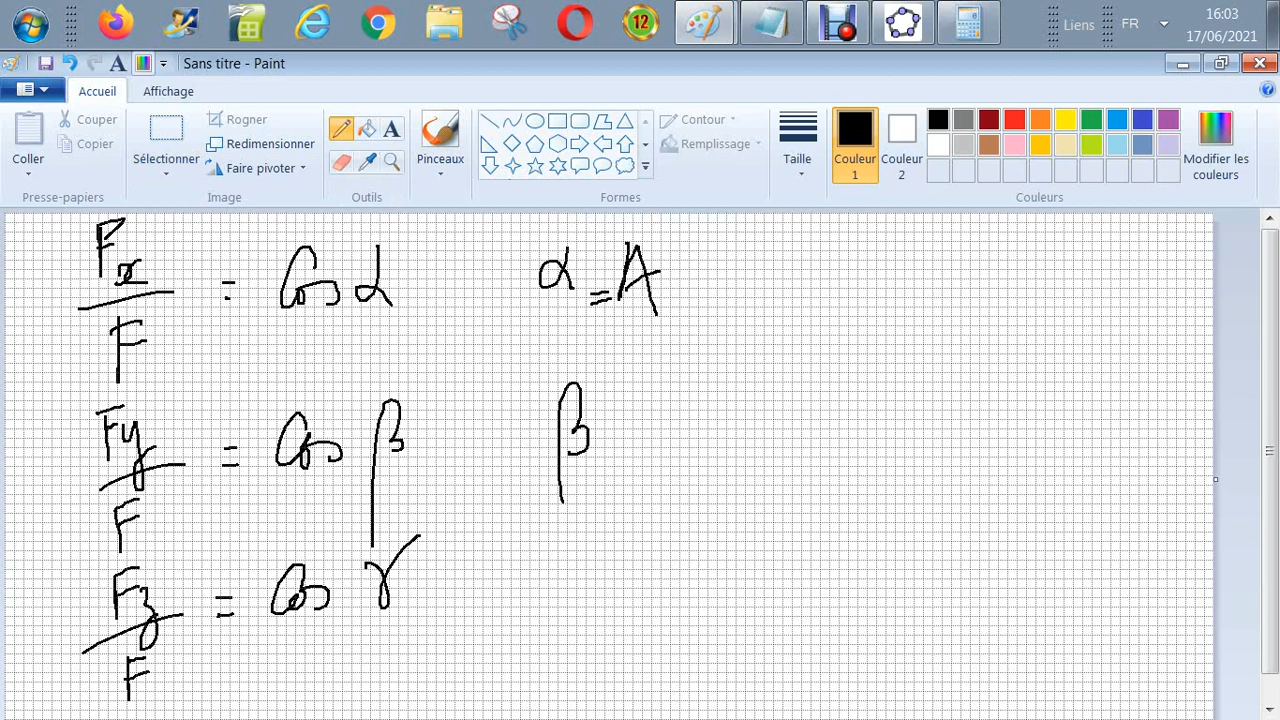 12
Liens
FR
16:03
17/06/2021
Sans titre - Paint
Accueil
Affichage
Coller
Couper
Copier
Presse-papiers
Sélectionner
Rogner
Redimensionner
Faire pivoter
Image
A
Outils
Pinceaux
Contour
Remplissage
Formes
Taille
Couleur 1
Couleur 2
Modifier les couleurs
Couleurs
Fx / F = Cos α
α = A
Fy / F = Cos β
β
Fz / F = Cos γ